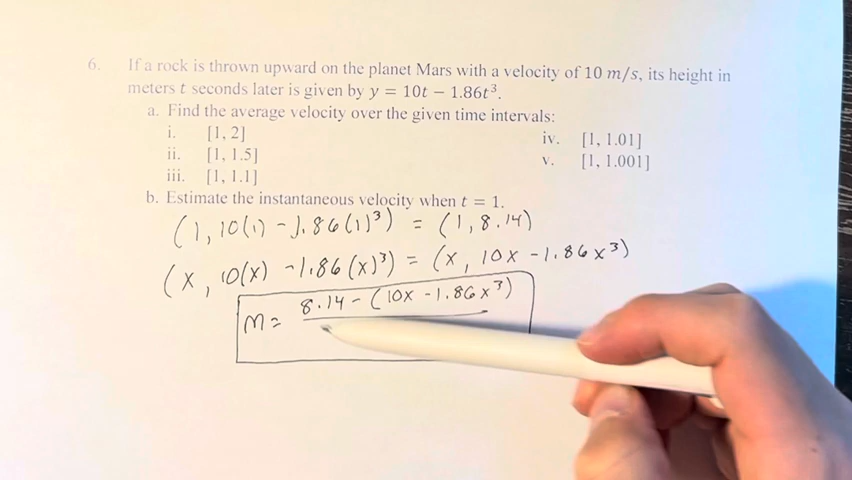 6. If a rock is thrown upward on the planet Mars with a velocity of 10 m/s, its height in
meters t seconds later is given by y = 10t − 1.86t³.
a. Find the average velocity over the given time intervals:
i. [1, 2]
ii. [1, 1.5]
iii. [1, 1.1]
iv. [1, 1.01]
v. [1, 1.001]
b. Estimate the instantaneous velocity when t = 1.
(1, 10(1) - 1.86(1)³) = (1, 8.14)
(x, 10(x) - 1.86(x)³) = (x, 10x - 1.86x³)
m = 8.14 - (10x - 1.86x³)